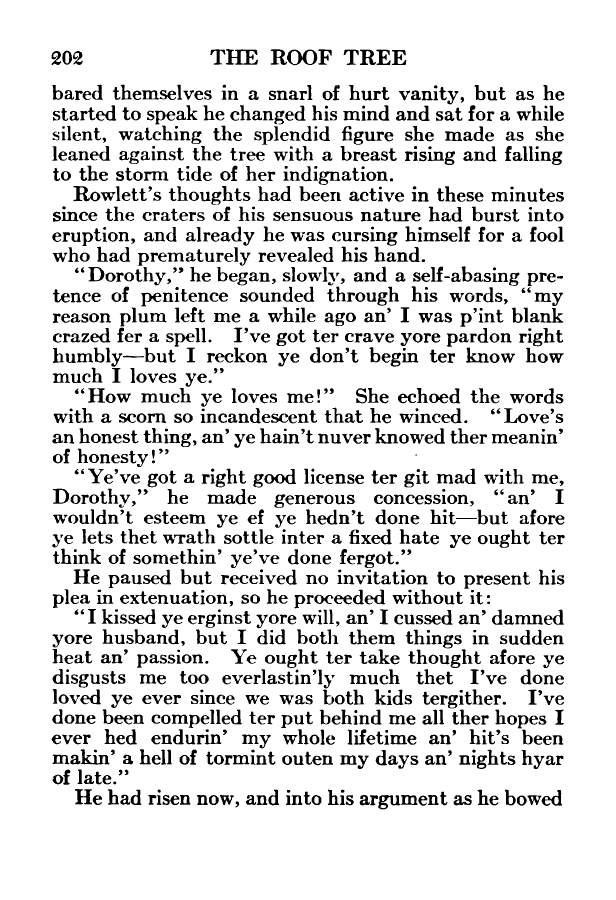 202 THE ROOF TREE
bared themselves in a snarl of hurt vanity, but as he
started to speak he changed his mind and sat for a while
silent, watching the splendid figure she made as she
leaned against the tree with a breast rising and falling
to the storm tide of her indignation.
Rowlett's thoughts had been active in these minutes
since the craters of his sensuous nature had burst into
eruption, and already he was cursing himself for a fool
who had prematurely revealed his hand.
"Dorothy," he began, slowly, and a self-abasing pre-
tence of penitence sounded through his words, "my
reason plum left me a while ago an' I was p'int blank
crazed fer a spell. I've got ter crave yore pardon right
humbly—but I reckon ye don't begin ter know how
much I loves ye."
"How much ye loves me!" She echoed the words
with a scorn so incandescent that he winced. "Love's
an honest thing, an' ye hain't nuver knowed ther meanin'
of honesty!"
"Ye've got a right good license ter git mad with me,
Dorothy," he made generous concession, "an' I
wouldn't esteem ye ef ye hedn't done hit—but afore
ye lets thet wrath sottle inter a fixed hate ye ought ter
think of somethin' ye've done fergot."
He paused but received no invitation to present his
plea in extenuation, so he proceeded without it:
"I kissed ye erginst yore will, an' I cussed an' damned
yore husband, but I did both them things in sudden
heat an' passion. Ye ought ter take thought afore ye
disgusts me too everlastin'ly much thet I've done
loved ye ever since we was both kids tergither. I've
done been compelled ter put behind me all ther hopes I
ever hed endurin' my whole lifetime an' hit's been
makin' a hell of tormint outen my days an' nights hyar
of late."
He had risen now, and into his argument as he bowed